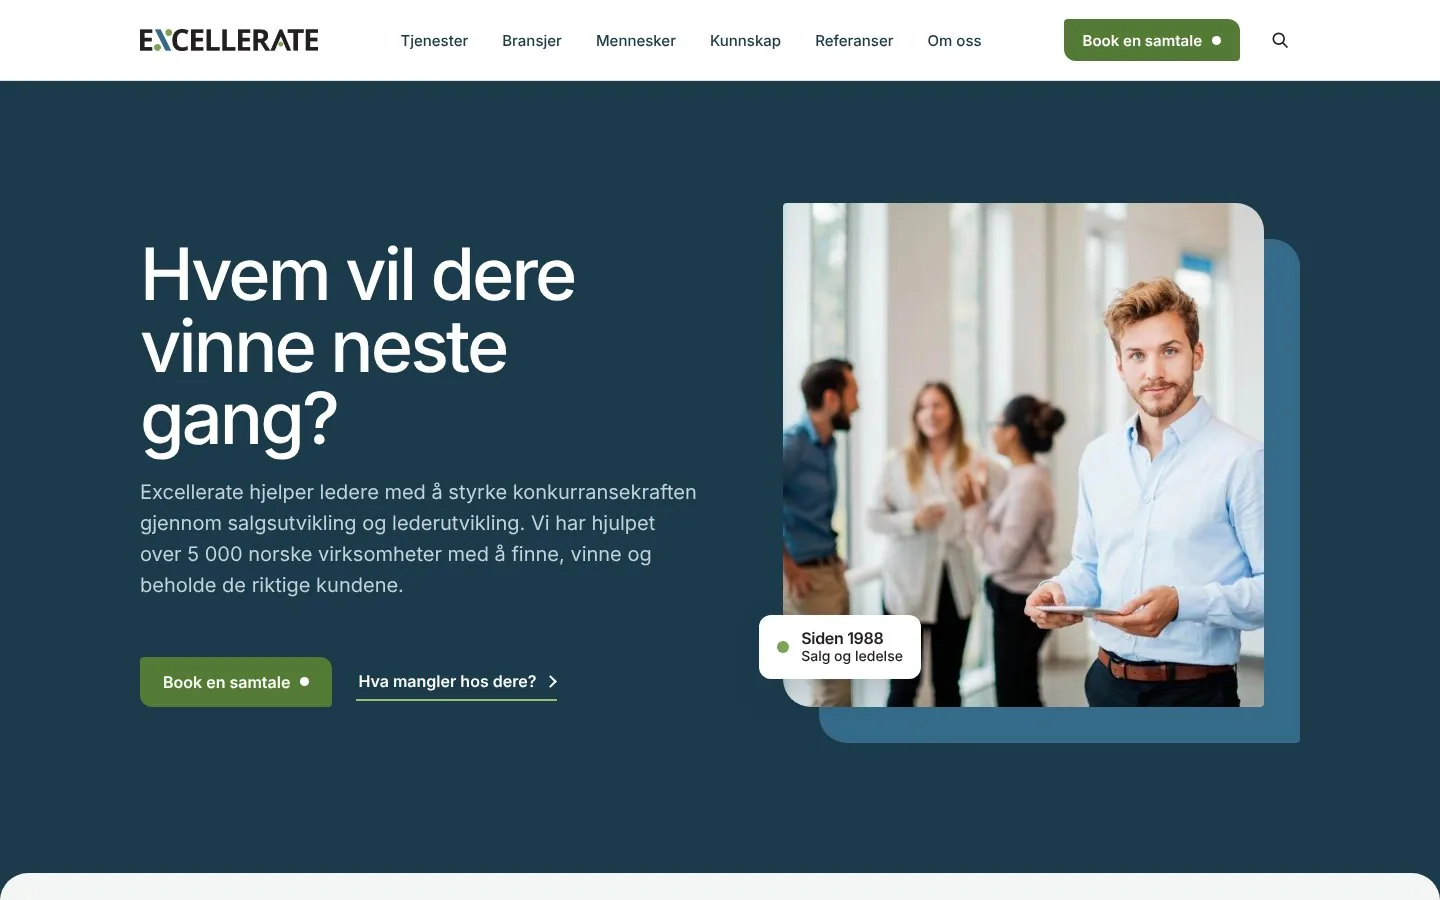 EXCELLERATE
Tjenester
Bransjer
Mennesker
Kunnskap
Referanser
Om oss
Book en samtale
Hvem vil dere
vinne neste
gang?
Excellerate hjelper ledere med å styrke konkurransekraften
gjennom salgsutvikling og lederutvikling. Vi har hjulpet
over 5 000 norske virksomheter med å finne, vinne og
beholde de riktige kundene.
Book en samtale
Hva mangler hos dere?
Siden 1988
Salg og ledelse